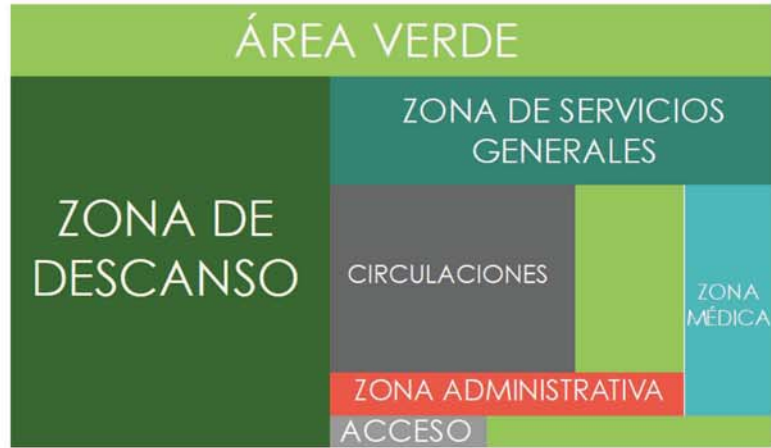 ÁREA VERDE
ZONA DE SERVICIOS
GENERALES
ZONA DE
DESCANSO
CIRCULACIONES
ZONA
MÉDICA
ZONA ADMINISTRATIVA
ACCESO